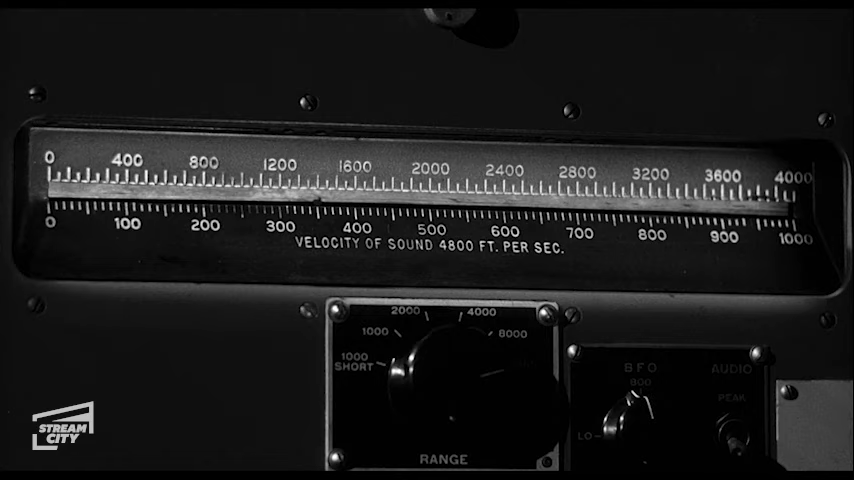 0 400 800 1200 1600 2000 2400 2800 3200 3600 4000
0 100 200 300 400 500 600 700 800 900 1000
VELOCITY OF SOUND 4800 FT. PER SEC.
2000 4000
1000 8000
1000
SHORT
RANGE
BFO
800
LO
AUDIO
PEAK
STREAM
CITY